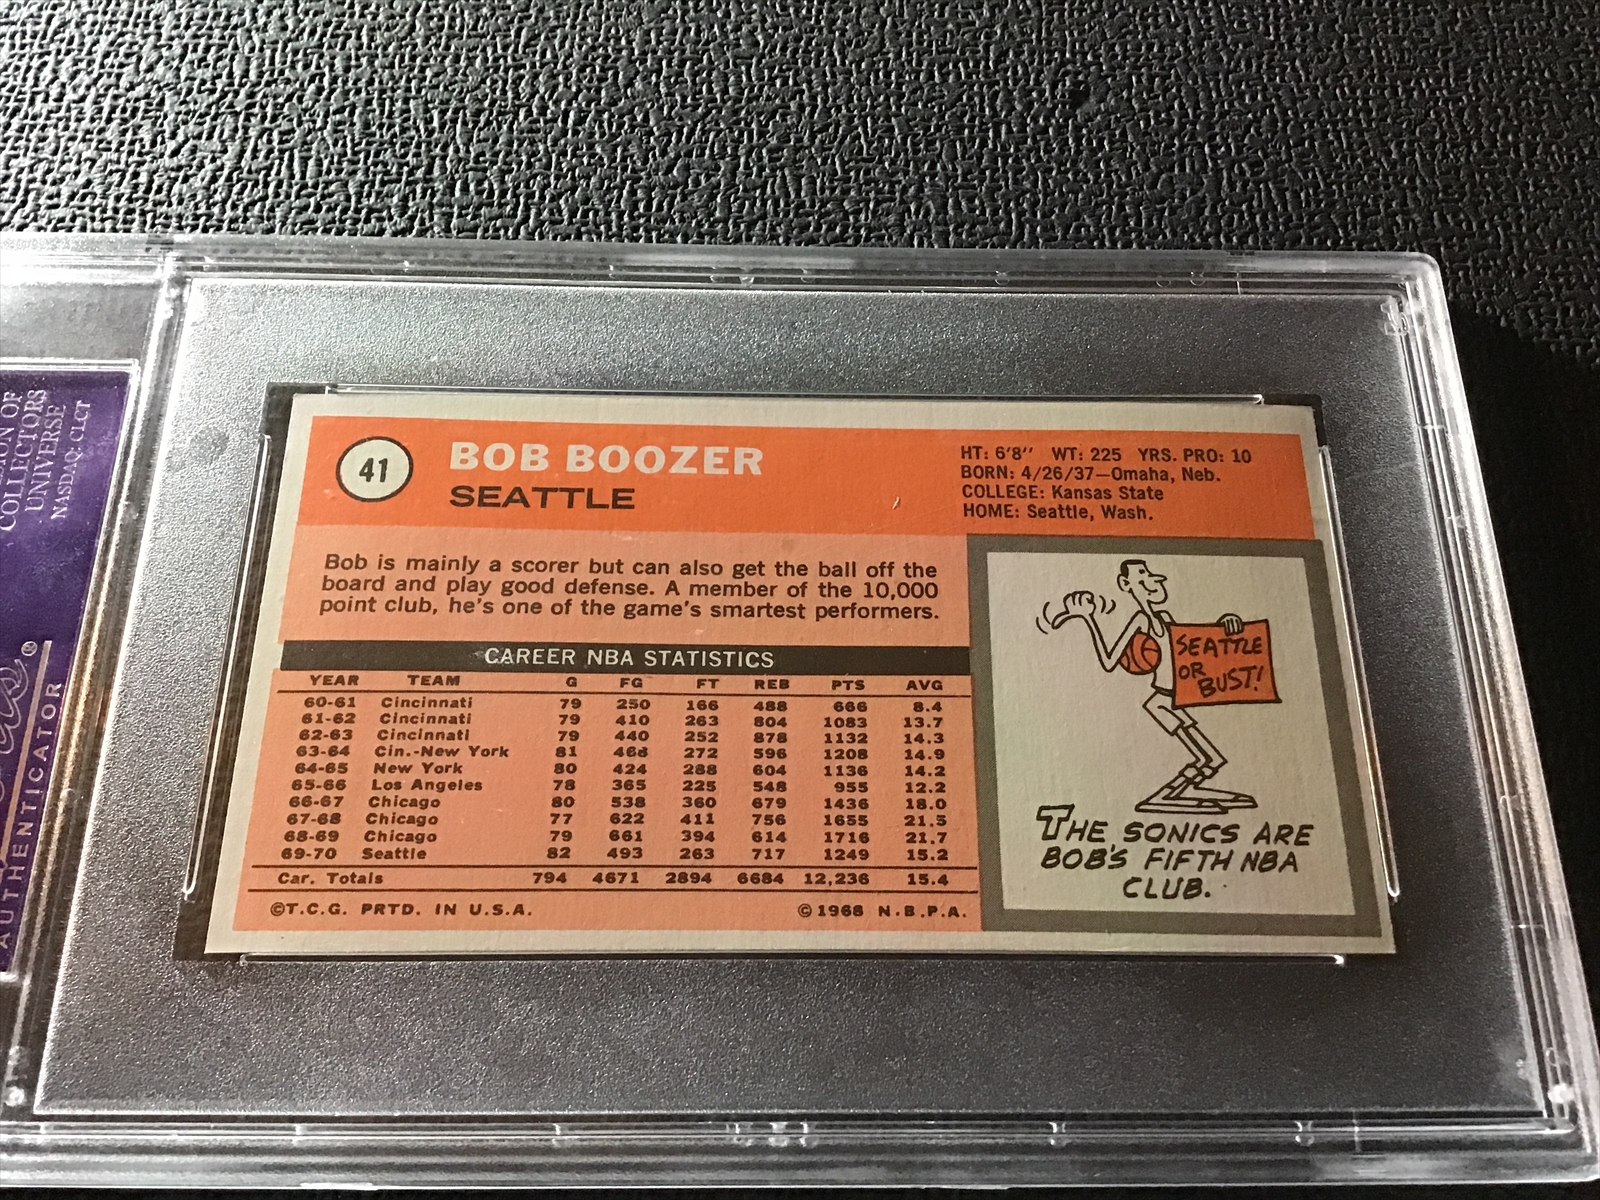 SION OF
COLLECTORS
UNIVERSE
NASDAQ: CLCT
®
AUTHENTICATOR
41
BOB BOOZER
SEATTLE
HT: 6'8'' WT: 225 YRS. PRO: 10
BORN: 4/26/37—Omaha, Neb.
COLLEGE: Kansas State
HOME: Seattle, Wash.
Bob is mainly a scorer but can also get the ball off the
board and play good defense. A member of the 10,000
point club, he's one of the game's smartest performers.
CAREER NBA STATISTICS
YEAR TEAM G FG FT REB PTS AVG
60-61 Cincinnati 79 250 166 488 666 8.4
61-62 Cincinnati 79 410 263 804 1083 13.7
62-63 Cincinnati 79 440 252 878 1132 14.3
63-64 Cin.-New York 81 468 272 596 1208 14.9
64-65 New York 80 424 288 604 1136 14.2
65-66 Los Angeles 78 365 225 548 955 12.2
66-67 Chicago 80 538 360 679 1436 18.0
67-68 Chicago 77 622 411 756 1655 21.5
68-69 Chicago 79 661 394 614 1716 21.7
69-70 Seattle 82 493 263 717 1249 15.2
Car. Totals 794 4671 2894 6684 12,236 15.4
©T.C.G. PRTD. IN U.S.A. ©1968 N.B.P.A.
SEATTLE
OR
BUST!
THE SONICS ARE
BOB'S FIFTH NBA
CLUB.